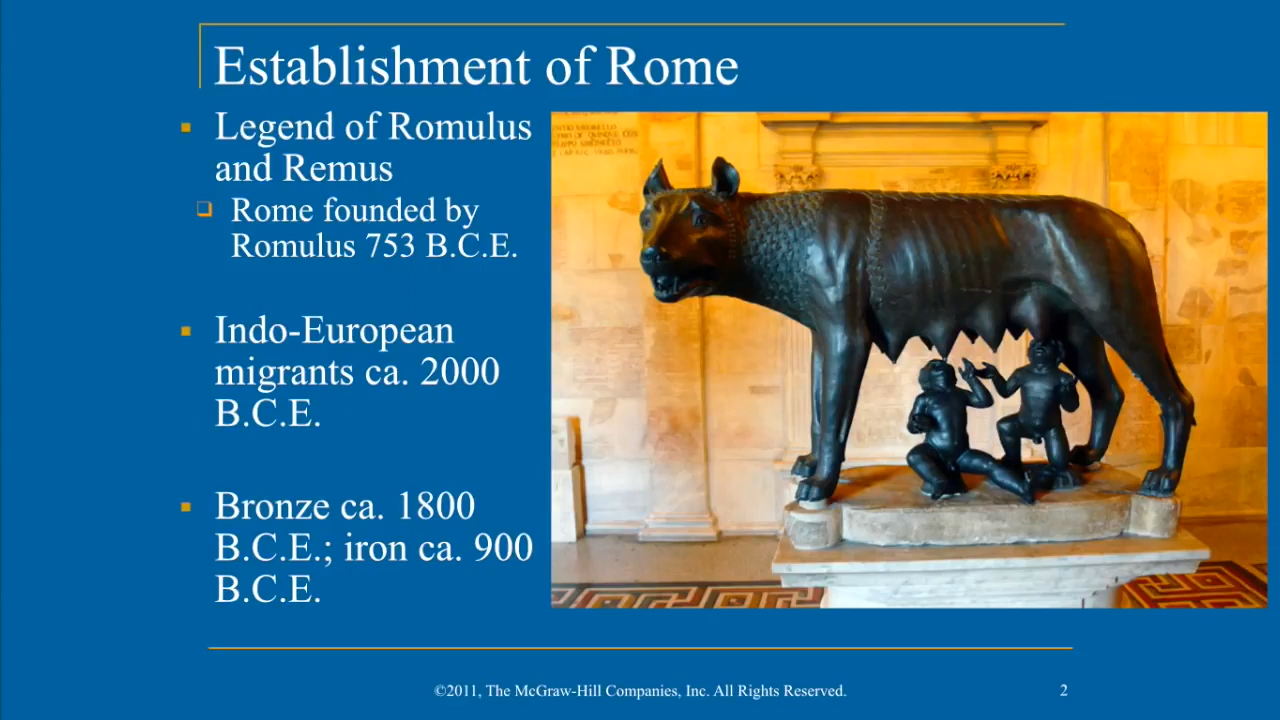 Establishment of Rome
Legend of Romulus
and Remus
Rome founded by
Romulus 753 B.C.E.
Indo-European
migrants ca. 2000
B.C.E.
Bronze ca. 1800
B.C.E.; iron ca. 900
B.C.E.
©2011, The McGraw-Hill Companies, Inc. All Rights Reserved.
2